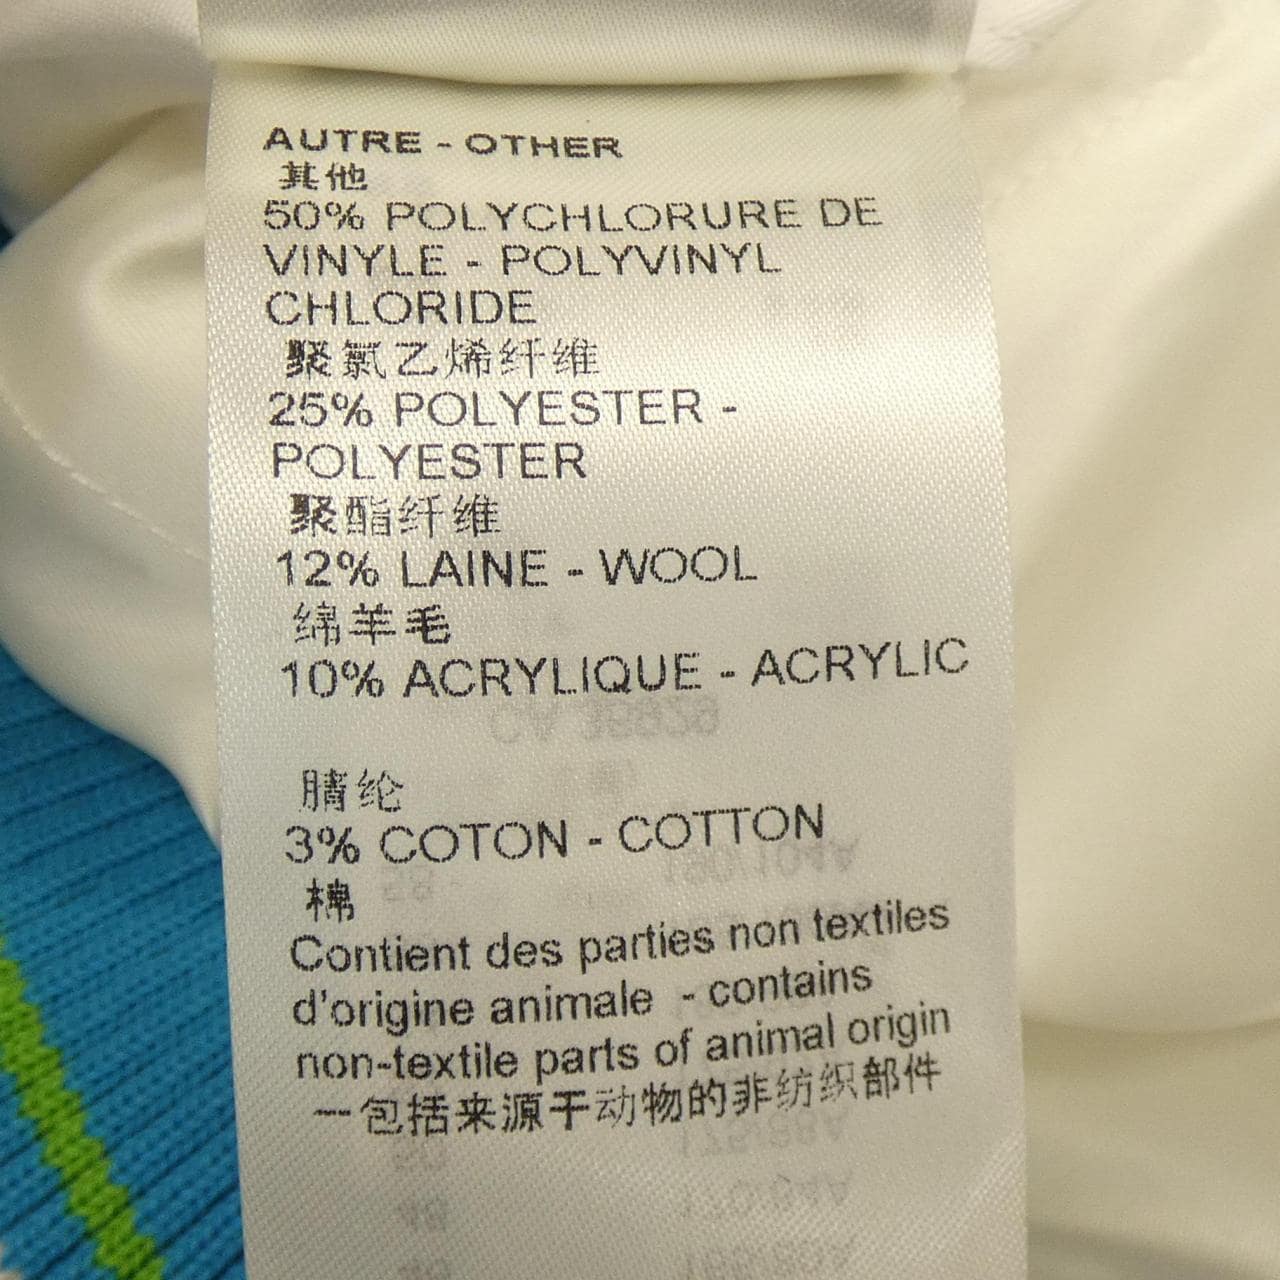 AUTRE - OTHER
其他
50% POLYCHLORURE DE
VINYLE - POLYVINYL
CHLORIDE
聚氯乙烯纤维
25% POLYESTER -
POLYESTER
聚酯纤维
12% LAINE - WOOL
绵羊毛
10% ACRYLIQUE - ACRYLIC
腈纶
3% COTON - COTTON
棉
Contient des parties non textiles
d'origine animale - contains
non-textile parts of animal origin
一包括来源于动物的非纺织部件